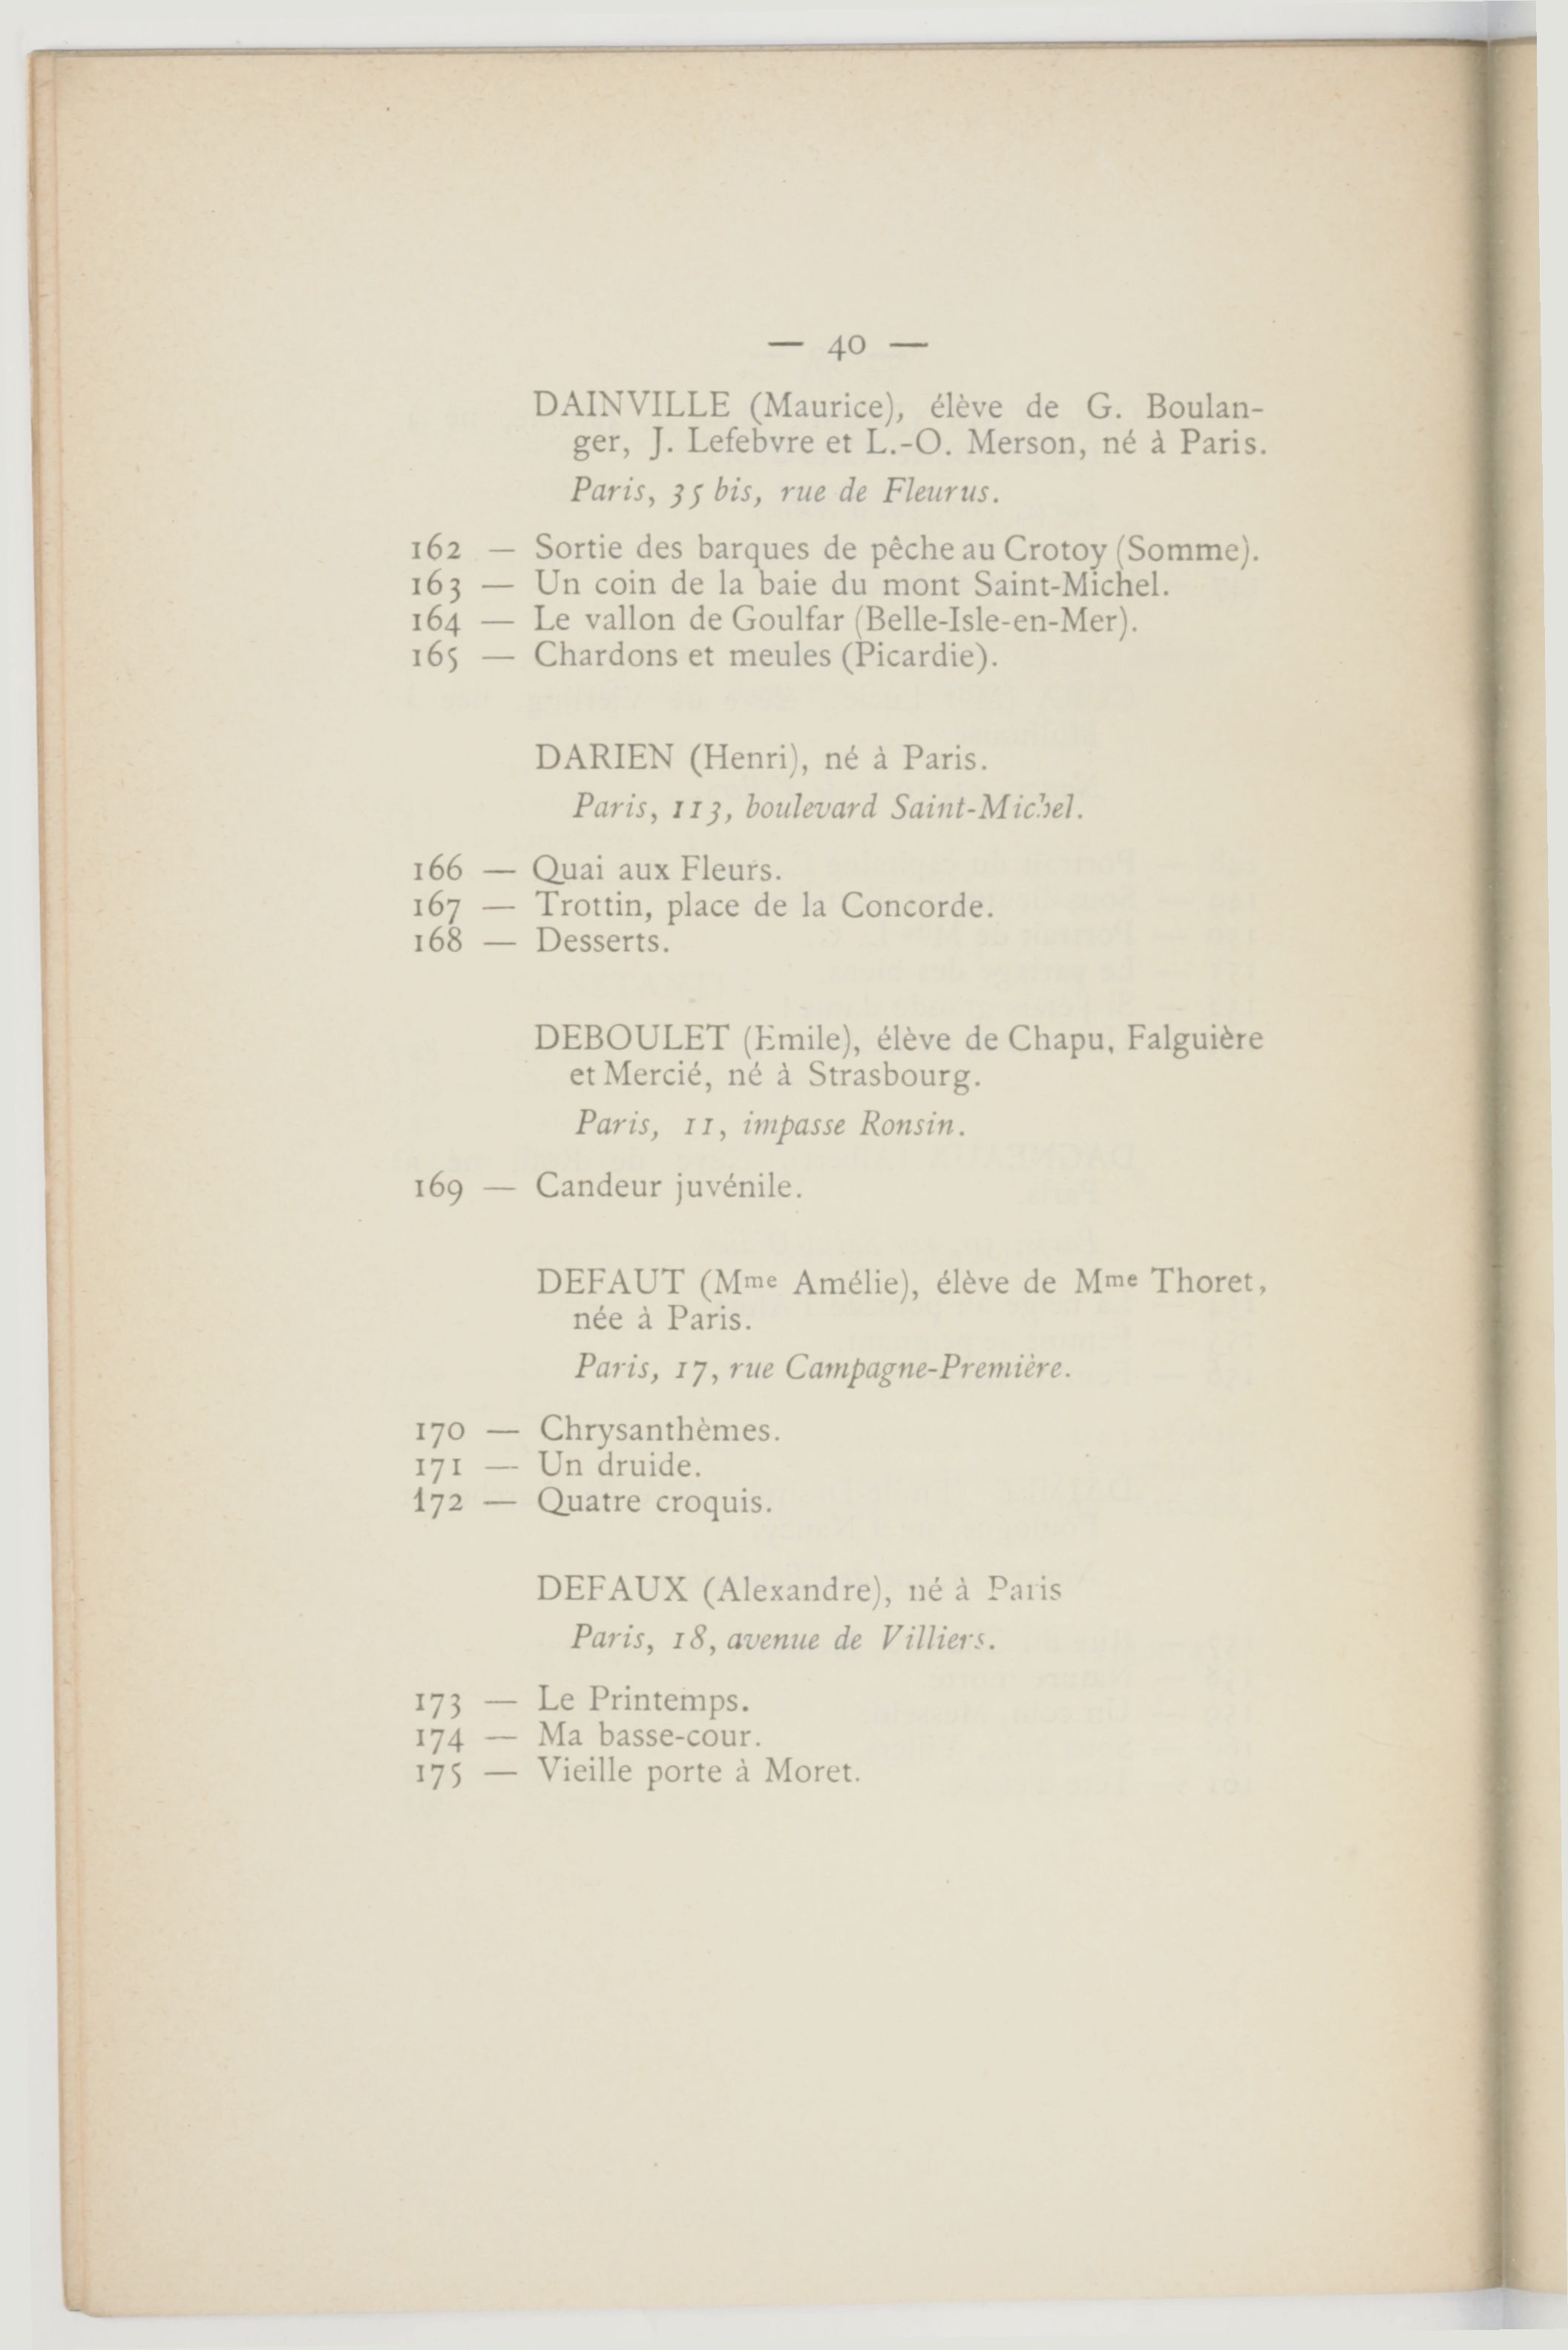 — 40 —
DAINVILLE (Maurice), élève de G. Boulan-
ger, J. Lefebvre et L.-O. Merson, né à Paris.
Paris, 35 bis, rue de Fleurus.
162 — Sortie des barques de pêche au Crotoy (Somme).
163 — Un coin de la baie du mont Saint-Michel.
164 — Le vallon de Goulfar (Belle-Isle-en-Mer).
165 — Chardons et meules (Picardie).
DARIEN (Henri), né à Paris.
Paris, 113, boulevard Saint-Michel.
166 — Quai aux Fleurs.
167 — Trottin, place de la Concorde.
168 — Desserts.
DEBOULET (Emile), élève de Chapu, Falguière
et Mercié, né à Strasbourg.
Paris, 11, impasse Ronsin.
169 — Candeur juvénile.
DEFAUT (Mme Amélie), élève de Mme Thoret,
née à Paris.
Paris, 17, rue Campagne-Première.
170 — Chrysanthèmes.
171 — Un druide.
172 — Quatre croquis.
DEFAUX (Alexandre), né à Paris
Paris, 18, avenue de Villiers.
173 — Le Printemps.
174 — Ma basse-cour.
175 — Vieille porte à Moret.